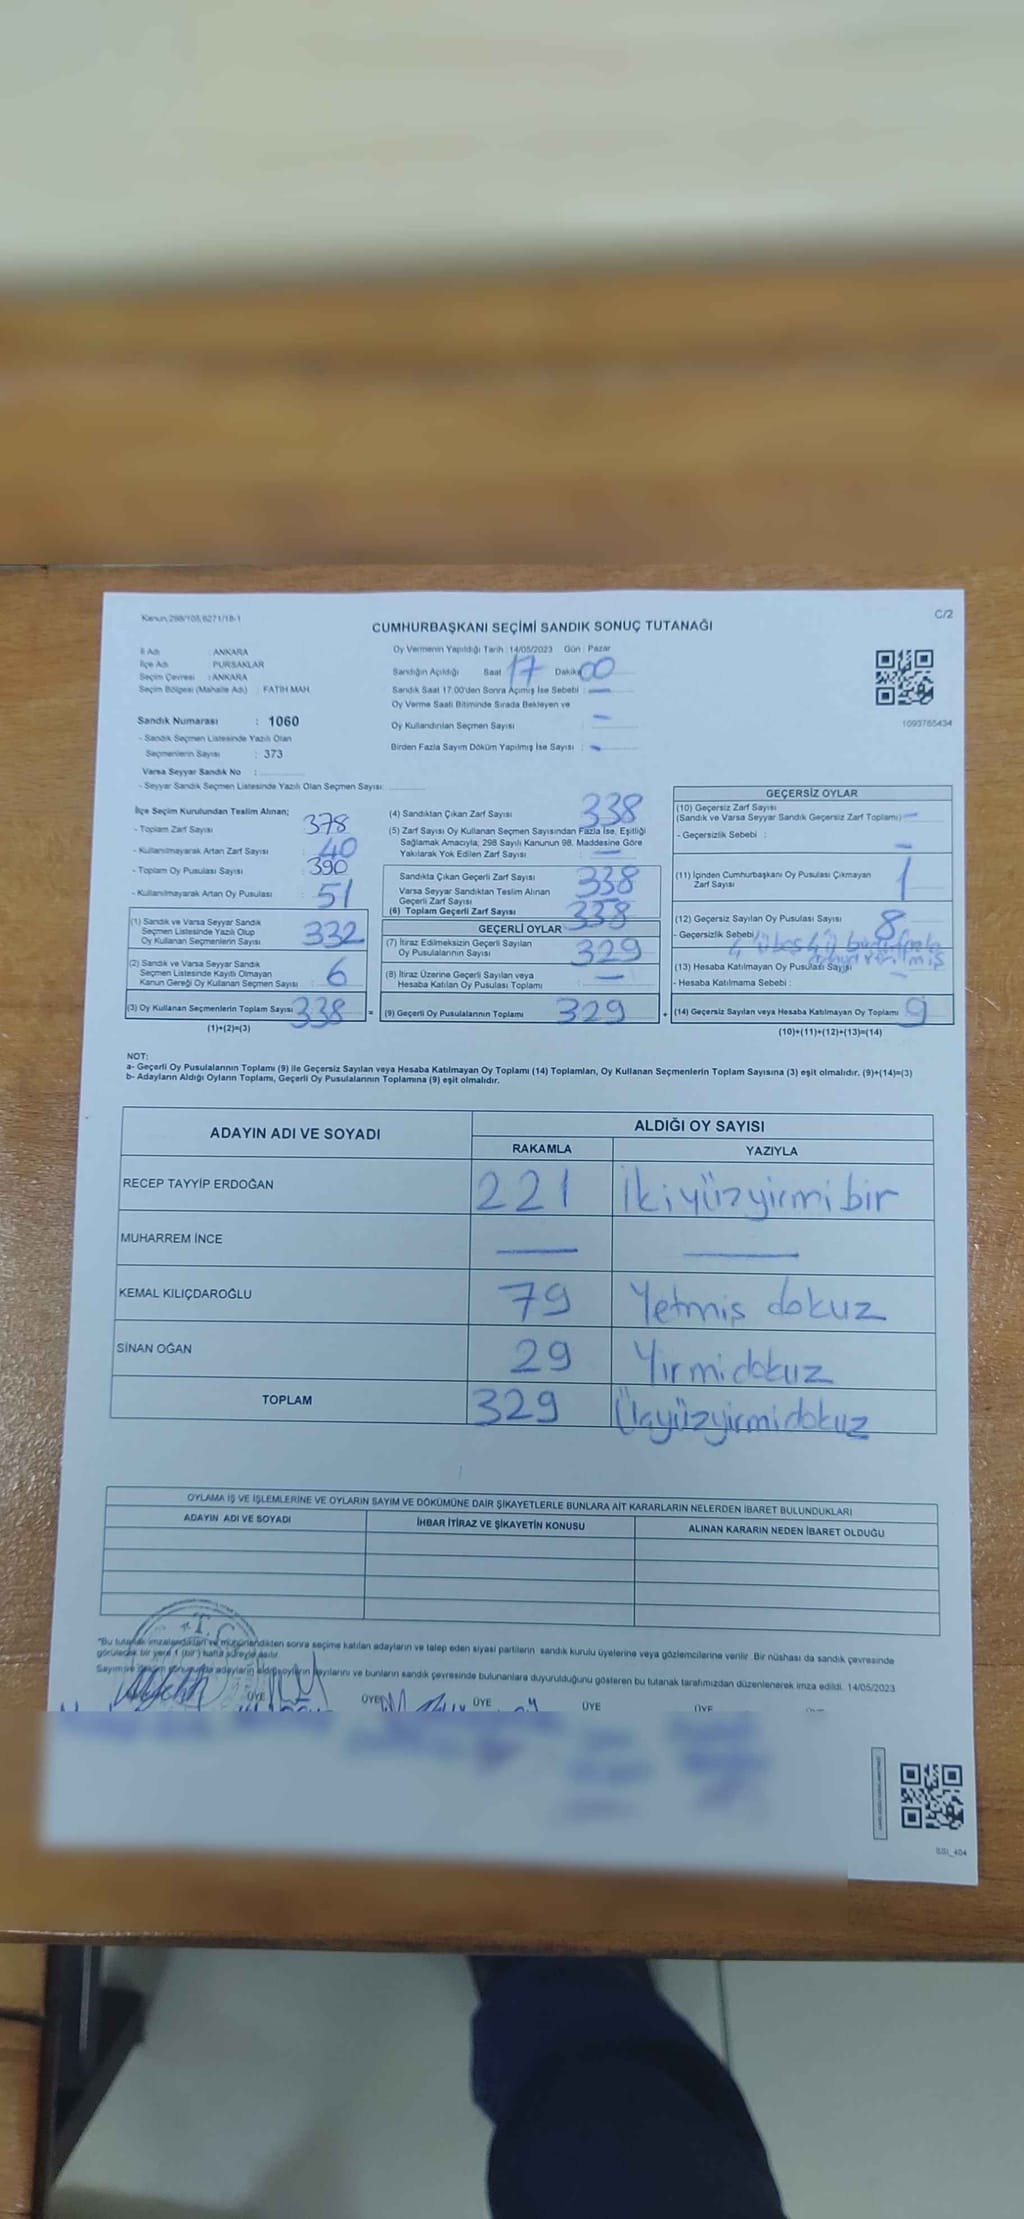 Kanun,298/105,6271/18-1
C/2
CUMHURBAŞKANI SEÇİMİ SANDIK SONUÇ TUTANAĞI
İl Adı : ANKARA
İlçe Adı : PURSAKLAR
Seçim Çevresi : ANKARA
Seçim Bölgesi (Mahalle Adı) : FATİH MAH.
Sandık Numarası : 1060
- Sandık Seçmen Listesinde Yazılı Olan
Seçmenlerin Sayısı : 373
Varsa Seyyar Sandık No :
- Seyyar Sandık Seçmen Listesinde Yazılı Olan Seçmen Sayısı:
Oy Vermenin Yapıldığı Tarih : 14/05/2023 Gün : Pazar
Sandığın Açıldığı Saat 17 Dakika 00
Sandık Saat 17.00'den Sonra Açımış İse Sebebi : —
Oy Verme Saati Bitiminde Sırada Bekleyen ve
Oy Kullandırılan Seçmen Sayısı : —
Birden Fazla Sayım Döküm Yapılmış İse Sayısı : -
1093765434
İlçe Seçim Kurulundan Teslim Alınan;
- Toplam Zarf Sayısı : 378
- Kullanılmayarak Artan Zarf Sayısı : 40
- Toplam Oy Pusulası Sayısı : 390
- Kullanılmayarak Artan Oy Pusulası : 51
(1) Sandık ve Varsa Seyyar Sandık
Seçmen Listesinde Yazılı Olup
Oy Kullanan Seçmenlerin Sayısı : 332
(2) Sandık ve Varsa Seyyar Sandık
Seçmen Listesinde Kayıtlı Olmayan
Kanun Gereği Oy Kullanan Seçmen Sayısı : 6
(3) Oy Kullanan Seçmenlerin Toplam Sayısı 338
(1)+(2)=(3)
(4) Sandıktan Çıkan Zarf Sayısı : 338
(5) Zarf Sayısı Oy Kullanan Seçmen Sayısından Fazla İse, Eşitliği
Sağlamak Amacıyla; 298 Sayılı Kanunun 98. Maddesine Göre
Yakılarak Yok Edilen Zarf Sayısı : —
Sandıkta Çıkan Geçerli Zarf Sayısı : 338
Varsa Seyyar Sandıktan Teslim Alınan
Geçerli Zarf Sayısı
(6) Toplam Geçerli Zarf Sayısı : 338
GEÇERLİ OYLAR
(7) İtiraz Edilmeksizin Geçerli Sayılan
Oy Pusulasının Sayısı : 329
(8) İtiraz Üzerine Geçerli Sayılan veya
Hesaba Katılan Oy Pusulası Toplamı : —
= (9) Geçerli Oy Pusulalarının Toplamı 329
GEÇERSİZ OYLAR
(10) Geçersiz Zarf Sayısı
(Sandık ve Varsa Seyyar Sandık Geçersiz Zarf Toplamı) —
- Geçersizlik Sebebi : -
(11) İçinden Cumhurbaşkanı Oy Pusulası Çıkmayan
Zarf Sayısı 1
(12) Geçersiz Sayılan Oy Pusulası Sayısı 8
- Geçersizlik Sebebi 4'ü boş 4'ü birden fazla
verilmiş
(13) Hesaba Katılmayan Oy Pusulası Sayısı —
- Hesaba Katılmama Sebebi :
+ (14) Geçersiz Sayılan veya Hesaba Katılmayan Oy Toplamı 9
(10)+(11)+(12)+(13)=(14)
NOT:
a- Geçerli Oy Pusulalarının Toplamı (9) ile Geçersiz Sayılan veya Hesaba Katılmayan Oy Toplamı (14) Toplamları, Oy Kullanan Seçmenlerin Toplam Sayısına (3) eşit olmalıdır. (9)+(14)=(3)
b- Adayların Aldığı Oyların Toplamı, Geçerli Oy Pusulalarının Toplamına (9) eşit olmalıdır.
ADAYIN ADI VE SOYADI ALDIĞI OY SAYISI
RAKAMLA YAZIYLA
RECEP TAYYİP ERDOĞAN 221 İkiyüzyirmibir
MUHARREM İNCE — —
KEMAL KILIÇDAROĞLU 79 Yetmiş dokuz
SİNAN OĞAN 29 Yirmidokuz
TOPLAM 329 Üçyüzyirmidokuz
OYLAMA İŞ VE İŞLEMLERİNE VE OYLARIN SAYIM VE DÖKÜMÜNE DAİR ŞİKAYETLERLE BUNLARA AİT KARARLARIN NELERDEN İBARET BULUNDUKLARI
ADAYIN ADI VE SOYADI İHBAR İTİRAZ VE ŞİKAYETİN KONUSU ALINAN KARARIN NEDEN İBARET OLDUĞU
T.C.
"Bu tutanak imzalandıktan ve mühürlendikten sonra seçime katılan adayların ve talep eden siyasi partilerin sandık kurulu üyelerine veya gözlemcilerine verilir. Bir nüshası da sandık çevresinde
görülecek bir yere 1 (bir) hafta süreyle asılır.
Sayım ve döküm sonucunda adayların aldığı oyların sayılarını ve bunların sandık çevresinde bulunanlara duyurulduğunu gösteren bu tutanak tarafımızdan düzenlenerek imza edildi. 14/05/2023
ÜYE ÜYE ÜYE ÜYE ÜYE